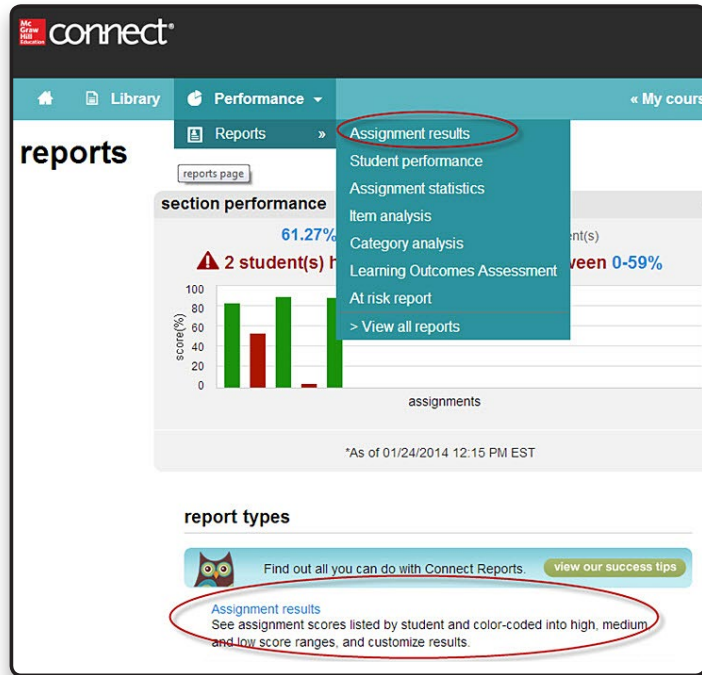 Mc
Graw
Hill
Education
connect®
Library
Performance
« My cours
Reports »
reports
reports page
Assignment results
Student performance
Assignment statistics
Item analysis
Category analysis
Learning Outcomes Assessment
At risk report
> View all reports
section performance
61.27%
nt(s)
2 student(s) h
veen 0-59%
100
80
60
40
20
0
score(%)
assignments
*As of 01/24/2014 12:15 PM EST
report types
Find out all you can do with Connect Reports.
view our success tips
Assignment results
See assignment scores listed by student and color-coded into high, medium
and low score ranges, and customize results.